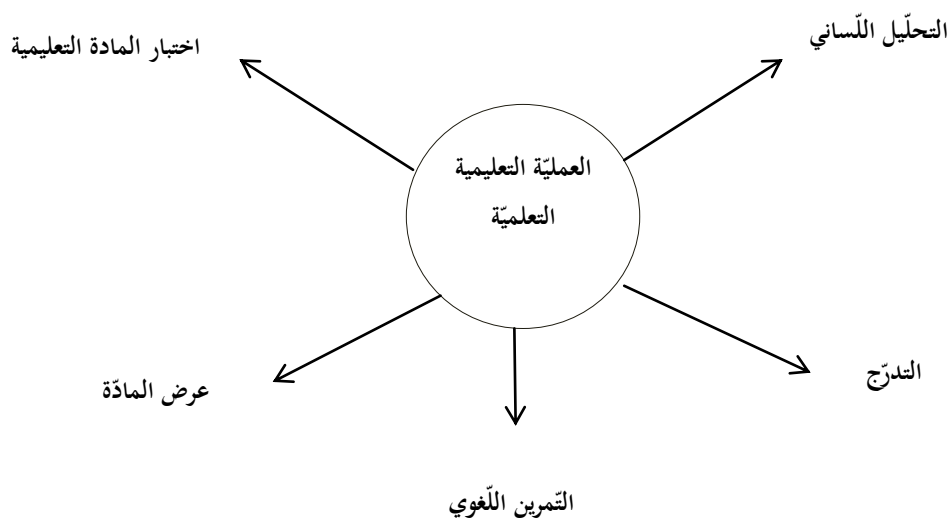 التحلّيل اللّساني
اختبار المادة التعليمية
العمليّة التعليمية
التعلميّة
التدرّج
عرض المادّة
التّمرين اللّغوي